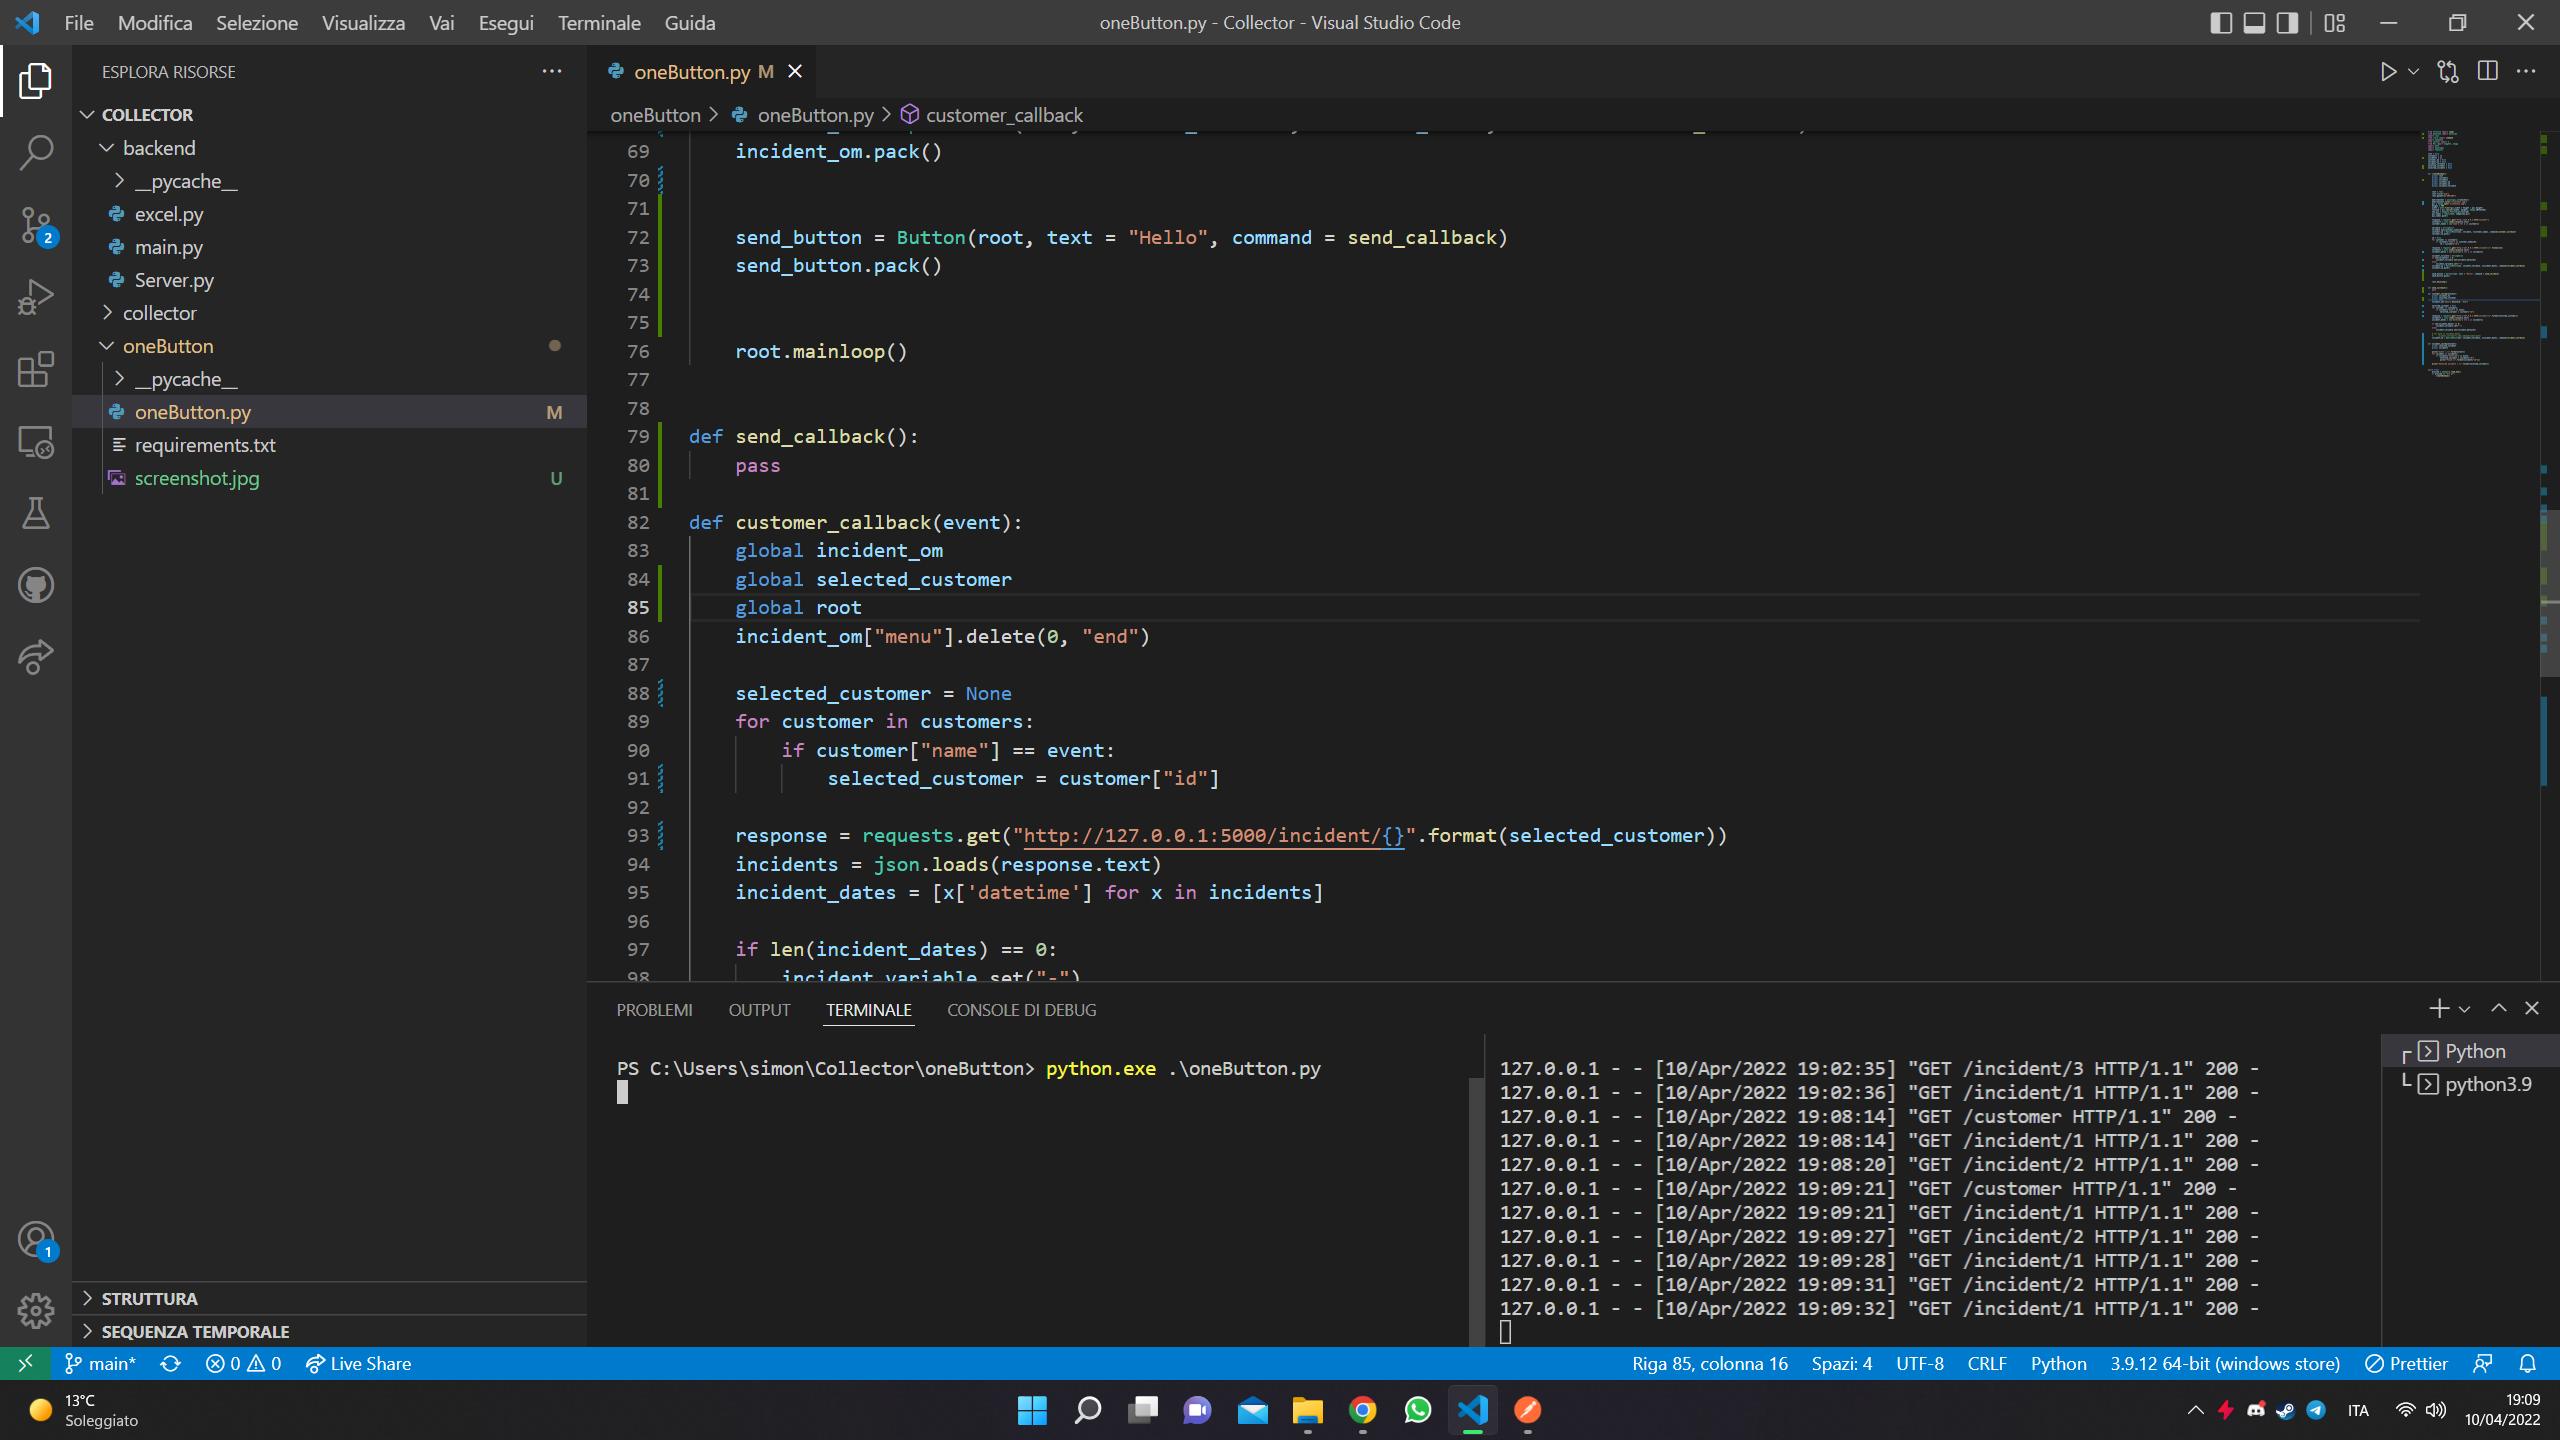 File Modifica Selezione Visualizza Vai Esegui Terminale Guida
oneButton.py - Collector - Visual Studio Code
ESPLORA RISORSE
COLLECTOR
backend
__pycache__
excel.py
main.py
Server.py
collector
oneButton
__pycache__
oneButton.py M
requirements.txt
screenshot.jpg U
STRUTTURA
SEQUENZA TEMPORALE
2
1
oneButton.py M
oneButton > oneButton.py > customer_callback
69 incident_om.pack()
70
71
72 send_button = Button(root, text = "Hello", command = send_callback)
73 send_button.pack()
74
75
76 root.mainloop()
77
78
79 def send_callback():
80 pass
81
82 def customer_callback(event):
83 global incident_om
84 global selected_customer
85 global root
86 incident_om["menu"].delete(0, "end")
87
88 selected_customer = None
89 for customer in customers:
90 if customer["name"] == event:
91 selected_customer = customer["id"]
92
93 response = requests.get("http://127.0.0.1:5000/incident/{}".format(selected_customer))
94 incidents = json.loads(response.text)
95 incident_dates = [x['datetime'] for x in incidents]
96
97 if len(incident_dates) == 0:
98 incident_variable.set("-")
PROBLEMI OUTPUT TERMINALE CONSOLE DI DEBUG
PS C:\Users\simon\Collector\oneButton> python.exe .\oneButton.py
127.0.0.1 - - [10/Apr/2022 19:02:35] "GET /incident/3 HTTP/1.1" 200 -
127.0.0.1 - - [10/Apr/2022 19:02:36] "GET /incident/1 HTTP/1.1" 200 -
127.0.0.1 - - [10/Apr/2022 19:08:14] "GET /customer HTTP/1.1" 200 -
127.0.0.1 - - [10/Apr/2022 19:08:14] "GET /incident/1 HTTP/1.1" 200 -
127.0.0.1 - - [10/Apr/2022 19:08:20] "GET /incident/2 HTTP/1.1" 200 -
127.0.0.1 - - [10/Apr/2022 19:09:21] "GET /customer HTTP/1.1" 200 -
127.0.0.1 - - [10/Apr/2022 19:09:21] "GET /incident/1 HTTP/1.1" 200 -
127.0.0.1 - - [10/Apr/2022 19:09:27] "GET /incident/2 HTTP/1.1" 200 -
127.0.0.1 - - [10/Apr/2022 19:09:28] "GET /incident/1 HTTP/1.1" 200 -
127.0.0.1 - - [10/Apr/2022 19:09:31] "GET /incident/2 HTTP/1.1" 200 -
127.0.0.1 - - [10/Apr/2022 19:09:32] "GET /incident/1 HTTP/1.1" 200 -
Python
python3.9
main* 0 0 Live Share
Riga 85, colonna 16 Spazi: 4 UTF-8 CRLF Python 3.9.12 64-bit (windows store) Prettier
13°C
Soleggiato
ITA
19:09
10/04/2022